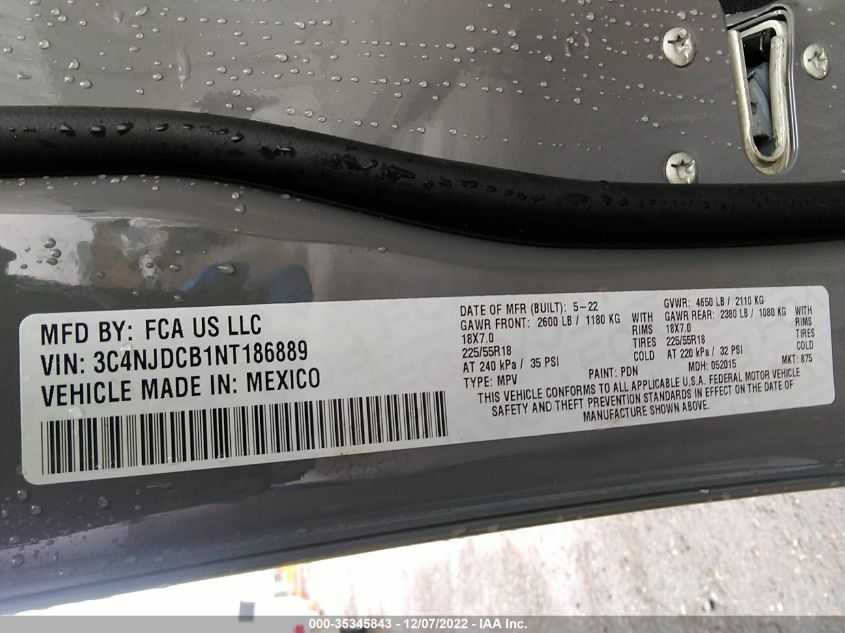 MFD BY: FCA US LLC
VIN: 3C4NJDCB1NT186889
VEHICLE MADE IN: MEXICO
DATE OF MFR (BUILT): 5-22 GVWR: 4650 LB / 2110 KG
GAWR FRONT: 2600 LB / 1180 KG WITH GAWR REAR: 2380 LB / 1080 KG WITH
18X7.0 RIMS 18X7.0 RIMS
225/55R18 TIRES 225/55R18 TIRES
AT 240 kPa / 35 PSI AT 220 kPa / 32 PSI
TYPE: MPV PAINT: PDN MDH: 052015 MKT: 875
THIS VEHICLE CONFORMS TO ALL APPLICABLE U.S.A. FEDERAL MOTOR VEHICLE
SAFETY AND THEFT PREVENTION STANDARDS IN EFFECT ON THE DATE OF
MANUFACTURE SHOWN ABOVE.
000-35345843 - 12/07/2022 - IAA Inc.